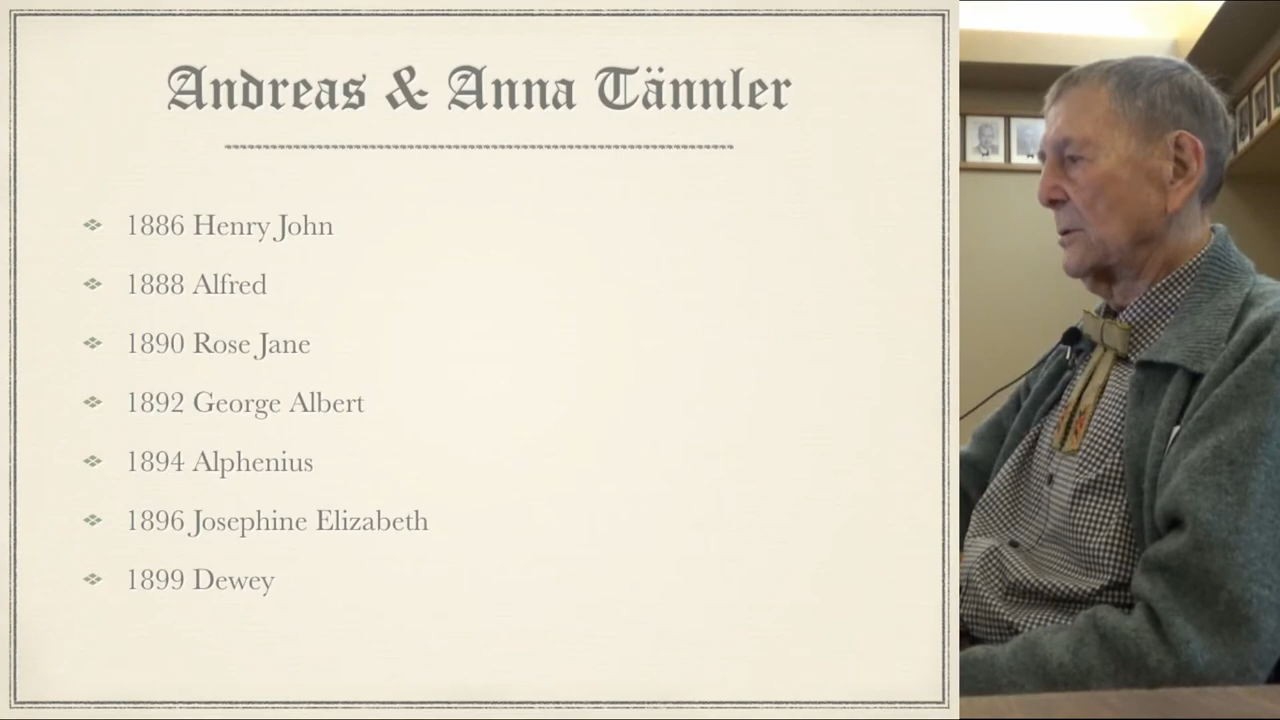 Andreas & Anna Tännler
1886 Henry John
1888 Alfred
1890 Rose Jane
1892 George Albert
1894 Alphenius
1896 Josephine Elizabeth
1899 Dewey